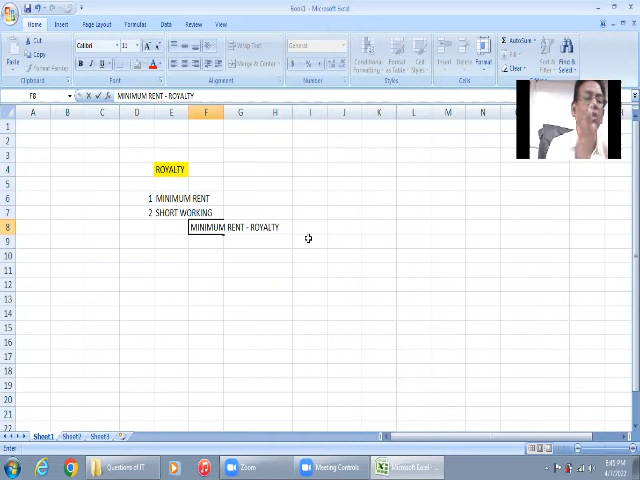 Book1 - Microsoft Excel
Home Insert Page Layout Formulas Data Review View
Cut
Copy
Format Painter
Paste
Clipboard
Calibri 11
B I U
Font
Wrap Text
Merge & Center
Alignment
General
$ % ,
Number
Conditional Formatting
Format as Table
Cell Styles
Styles
Insert Delete Format
Cells
AutoSum
Fill
Clear
Sort & Filter
Find & Select
Editing
F8 MINIMUM RENT - ROYALTY
A B C D E F G H I J K L M N O P Q R
1
2
3
4 ROYALTY
5
6 1 MINIMUM RENT
7 2 SHORT WORKING
8 MINIMUM RENT - ROYALTY
9
10
11
12
13
14
15
16
17
18
19
20
21
22
Sheet1 Sheet2 Sheet3
Enter 100%
Questions of IT Zoom Meeting Controls Microsoft Excel - ...
8:45 PM
4/7/2022